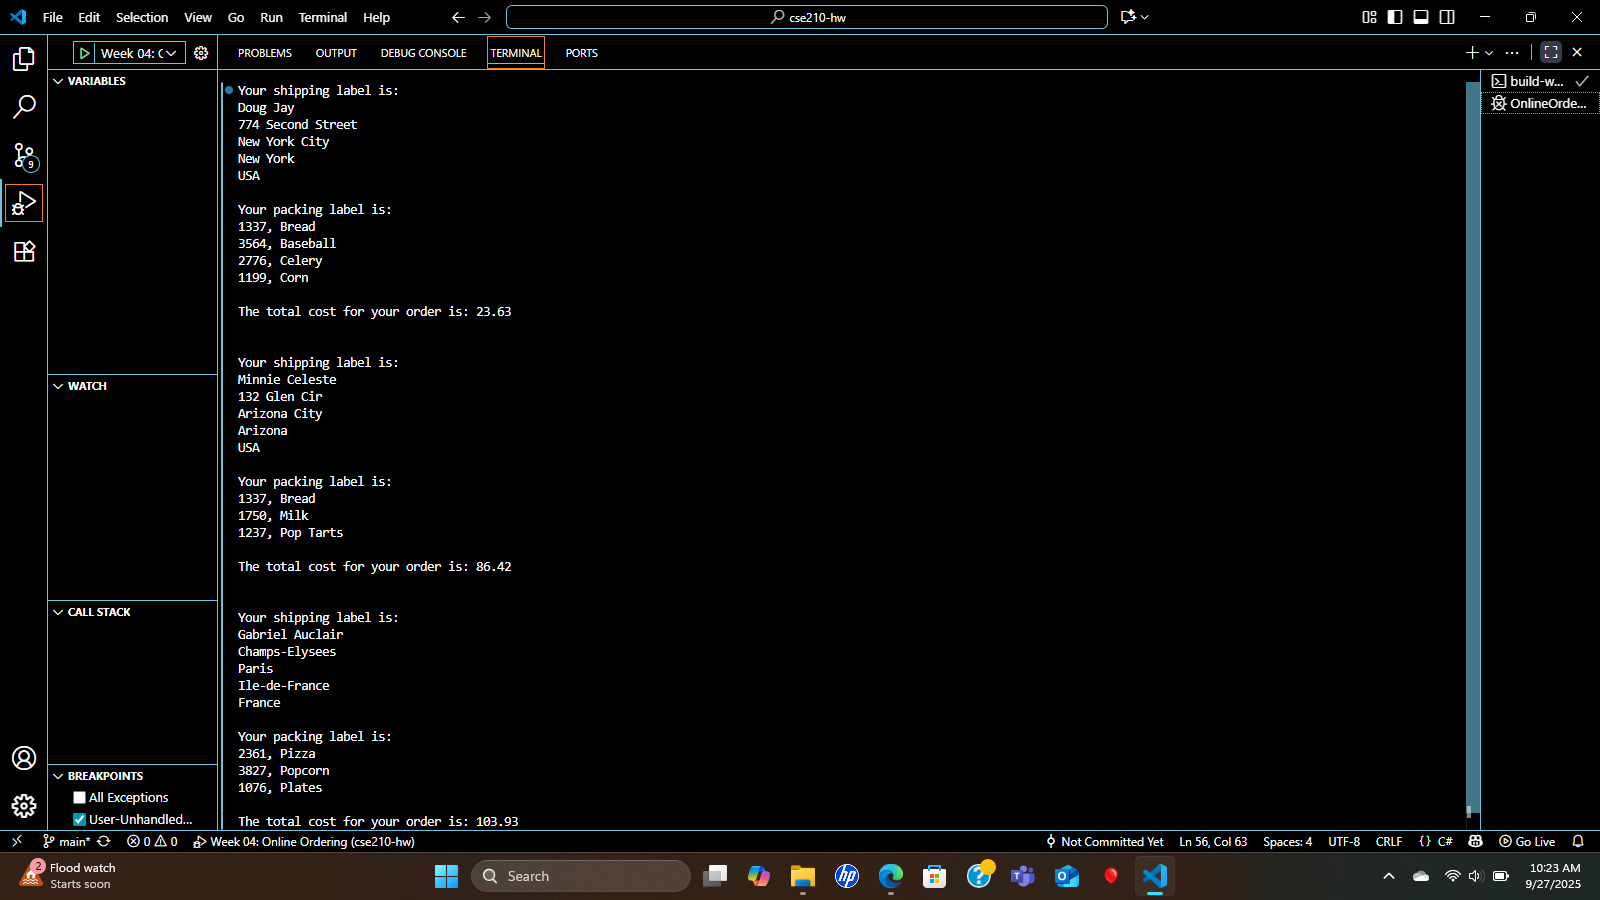 File Edit Selection View Go Run Terminal Help
cse210-hw
Week 04: C
PROBLEMS OUTPUT DEBUG CONSOLE TERMINAL PORTS
VARIABLES
WATCH
CALL STACK
BREAKPOINTS
All Exceptions
User-Unhandled...
9
Your shipping label is:
Doug Jay
774 Second Street
New York City
New York
USA
Your packing label is:
1337, Bread
3564, Baseball
2776, Celery
1199, Corn
The total cost for your order is: 23.63
Your shipping label is:
Minnie Celeste
132 Glen Cir
Arizona City
Arizona
USA
Your packing label is:
1337, Bread
1750, Milk
1237, Pop Tarts
The total cost for your order is: 86.42
Your shipping label is:
Gabriel Auclair
Champs-Elysees
Paris
Ile-de-France
France
Your packing label is:
2361, Pizza
3827, Popcorn
1076, Plates
The total cost for your order is: 103.93
build-w...
OnlineOrde...
main* 0 0 Week 04: Online Ordering (cse210-hw) Not Committed Yet Ln 56, Col 63 Spaces: 4 UTF-8 CRLF {} C# Go Live
2
Flood watch
Starts soon
Search
hp
10:23 AM
9/27/2025